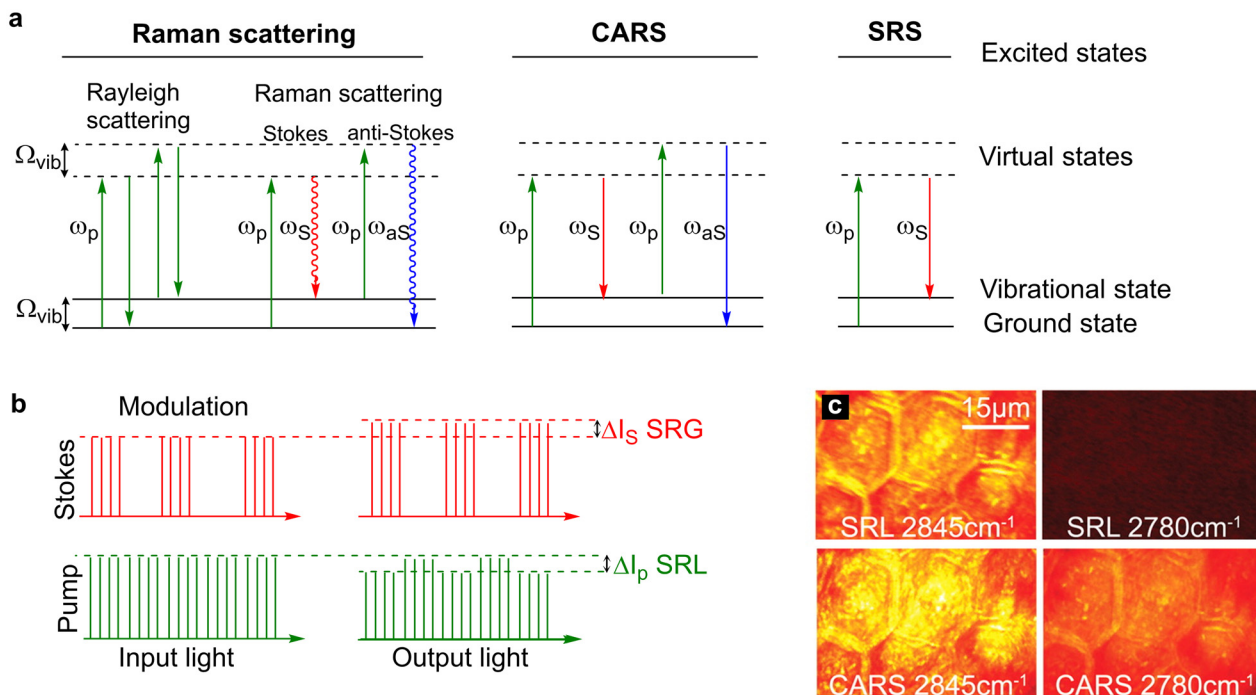 a
Raman scattering
CARS
SRS
Excited states
Rayleigh
scattering
Raman scattering
Stokes
anti-Stokes
Ωvib
Virtual states
ωp
ωp
ωS
ωp
ωaS
ωp
ωS
ωp
ωaS
ωp
ωS
Ωvib
Vibrational state
Ground state
b
Modulation
Stokes
ΔIS SRG
Pump
ΔIp SRL
Input light
Output light
c
15μm
SRL 2845cm⁻¹
SRL 2780cm⁻¹
CARS 2845cm⁻¹
CARS 2780cm⁻¹